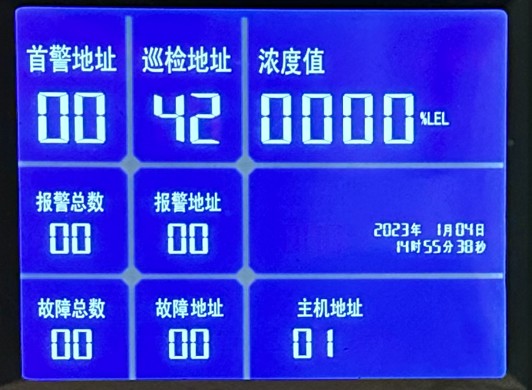 首警地址 巡检地址 浓度值
00 42 0000 %LEL
报警总数 报警地址
00 00
2023年 1月04日
14时55分38秒
故障总数 故障地址 主机地址
00 00 01